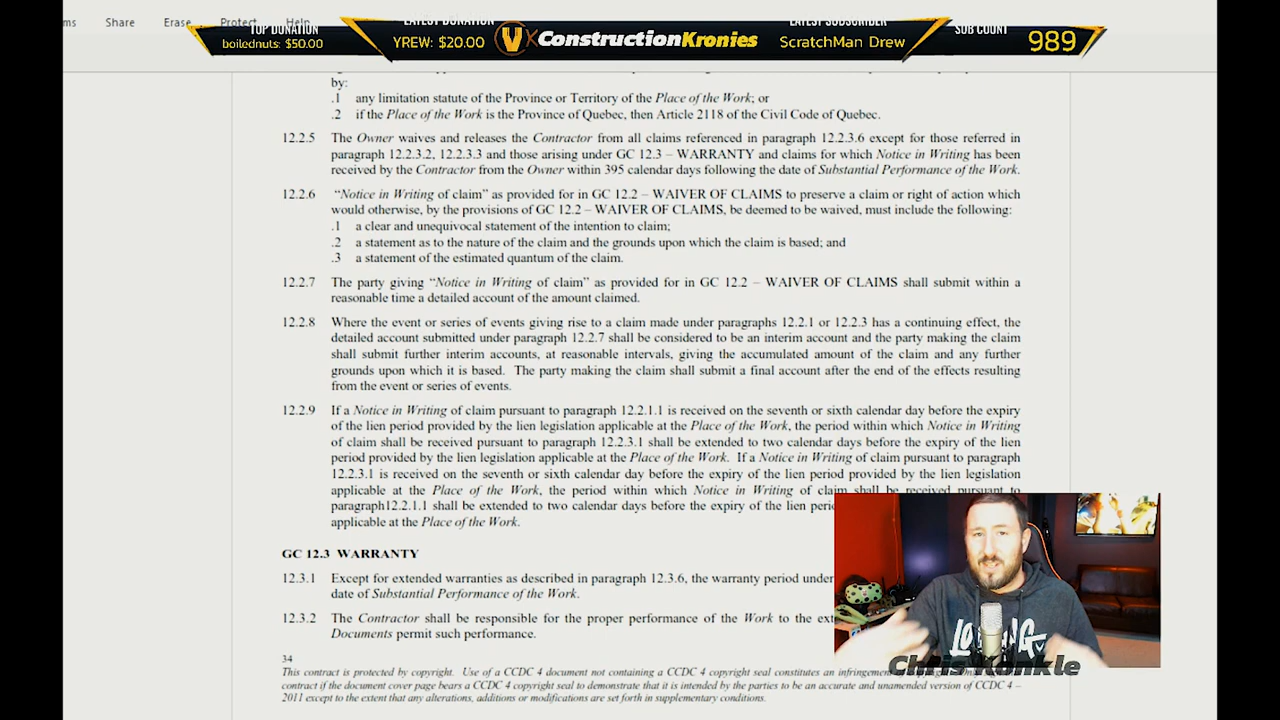 ms Share Erase Protect Help
TOP DONATION
boilednuts: $50.00
LATEST DONATION
YREW: $20.00
ConstructionKronies
LATEST SUBSCRIBER
ScratchMan Drew
SUB COUNT
989
by:
.1 any limitation statute of the Province or Territory of the Place of the Work; or
.2 if the Place of the Work is the Province of Quebec, then Article 2118 of the Civil Code of Quebec.
12.2.5 The Owner waives and releases the Contractor from all claims referenced in paragraph 12.2.3.6 except for those referred in
paragraph 12.2.3.2, 12.2.3.3 and those arising under GC 12.3 – WARRANTY and claims for which Notice in Writing has been
received by the Contractor from the Owner within 395 calendar days following the date of Substantial Performance of the Work.
12.2.6 “Notice in Writing of claim” as provided for in GC 12.2 – WAIVER OF CLAIMS to preserve a claim or right of action which
would otherwise, by the provisions of GC 12.2 – WAIVER OF CLAIMS, be deemed to be waived, must include the following:
.1 a clear and unequivocal statement of the intention to claim;
.2 a statement as to the nature of the claim and the grounds upon which the claim is based; and
.3 a statement of the estimated quantum of the claim.
12.2.7 The party giving “Notice in Writing of claim” as provided for in GC 12.2 – WAIVER OF CLAIMS shall submit within a
reasonable time a detailed account of the amount claimed.
12.2.8 Where the event or series of events giving rise to a claim made under paragraphs 12.2.1 or 12.2.3 has a continuing effect, the
detailed account submitted under paragraph 12.2.7 shall be considered to be an interim account and the party making the claim
shall submit further interim accounts, at reasonable intervals, giving the accumulated amount of the claim and any further
grounds upon which it is based. The party making the claim shall submit a final account after the end of the effects resulting
from the event or series of events.
12.2.9 If a Notice in Writing of claim pursuant to paragraph 12.2.1.1 is received on the seventh or sixth calendar day before the expiry
of the lien period provided by the lien legislation applicable at the Place of the Work, the period within which Notice in Writing
of claim shall be received pursuant to paragraph 12.2.3.1 shall be extended to two calendar days before the expiry of the lien
period provided by the lien legislation applicable at the Place of the Work. If a Notice in Writing of claim pursuant to paragraph
12.2.3.1 is received on the seventh or sixth calendar day before the expiry of the lien period provided by the lien legislation
applicable at the Place of the Work, the period within which Notice in Writing of claim shall be received pursuant to
paragraph12.2.1.1 shall be extended to two calendar days before the expiry of the lien
applicable at the Place of the Work.
GC 12.3 WARRANTY
12.3.1 Except for extended warranties as described in paragraph 12.3.6, the warranty period under
date of Substantial Performance of the Work.
12.3.2 The Contractor shall be responsible for the proper performance of the Work to the
Documents permit such performance.
34
This contract is protected by copyright. Use of a CCDC 4 document not containing a CCDC 4 copyright seal constitutes an
contract if the document cover page bears a CCDC 4 copyright seal to demonstrate that it is intended by the parties to be an accurate and unamended version of CCDC 4 –
2011 except to the extent that any alterations, additions or modifications are set forth in supplementary conditions.
Chris Konkle